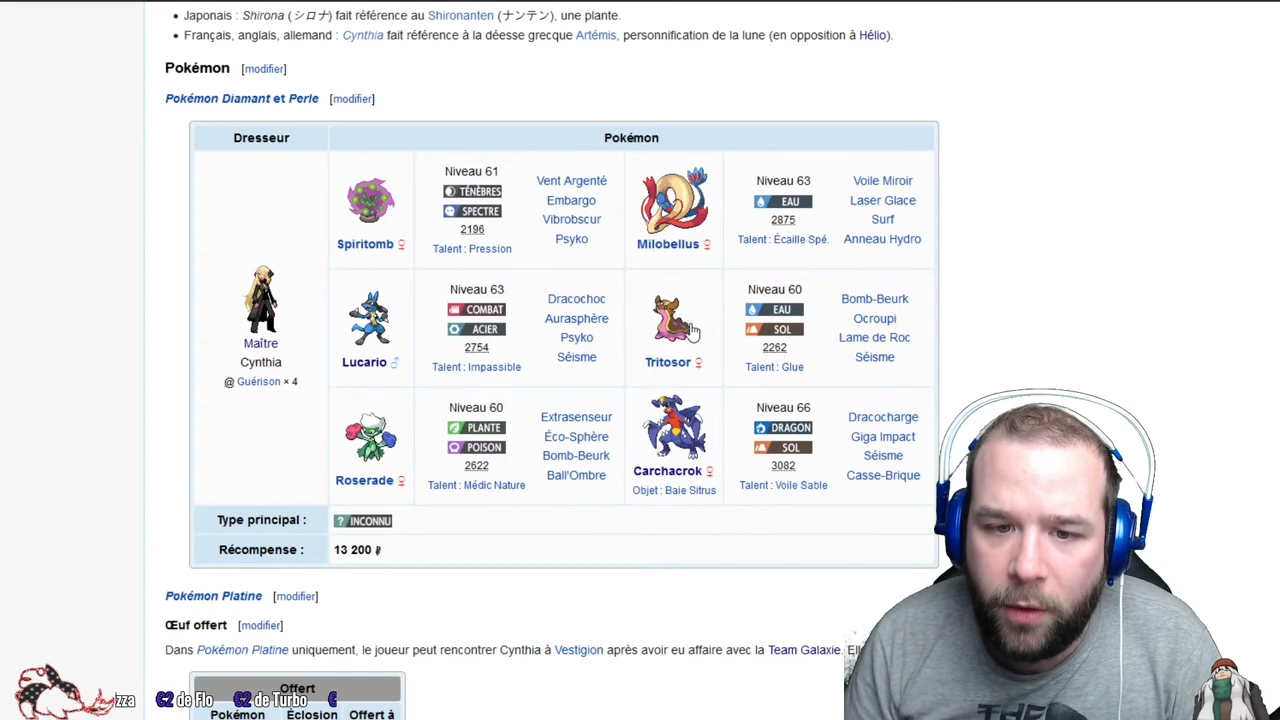 Japonais : Shirona (シロナ) fait référence au Shironanten (ナンテン), une plante.
Français, anglais, allemand : Cynthia fait référence à la déesse grecque Artémis, personnification de la lune (en opposition à Hélio).
Pokémon [modifier]
Pokémon Diamant et Perle [modifier]
Dresseur Pokémon
Maître
Cynthia
@ Guérison × 4
Spiritomb ♀
Niveau 61
TÉNÈBRES
SPECTRE
2196
Talent : Pression
Vent Argenté
Embargo
Vibrobscur
Psyko
Milobellus ♀
Niveau 63
EAU
2875
Talent : Écaille Spé.
Voile Miroir
Laser Glace
Surf
Anneau Hydro
Lucario ♂
Niveau 63
COMBAT
ACIER
2754
Talent : Impassible
Dracochoc
Aurasphère
Psyko
Séisme
Tritosor ♀
Niveau 60
EAU
SOL
2262
Talent : Glue
Bomb-Beurk
Ocroupi
Lame de Roc
Séisme
Roserade ♀
Niveau 60
PLANTE
POISON
2622
Talent : Médic Nature
Extrasenseur
Éco-Sphère
Bomb-Beurk
Ball'Ombre
Carchacrok ♀
Objet : Baie Sitrus
Niveau 66
DRAGON
SOL
3082
Talent : Voile Sable
Dracocharge
Giga Impact
Séisme
Casse-Brique
Type principal : ? INCONNU
Récompense : 13 200 ₽
Pokémon Platine [modifier]
Œuf offert [modifier]
Dans Pokémon Platine uniquement, le joueur peut rencontrer Cynthia à Vestigion après avoir eu affaire avec la Team Galaxie.
Offert
Pokémon Éclosion Offert à
zza €2 de Flo €2 de Turbo €